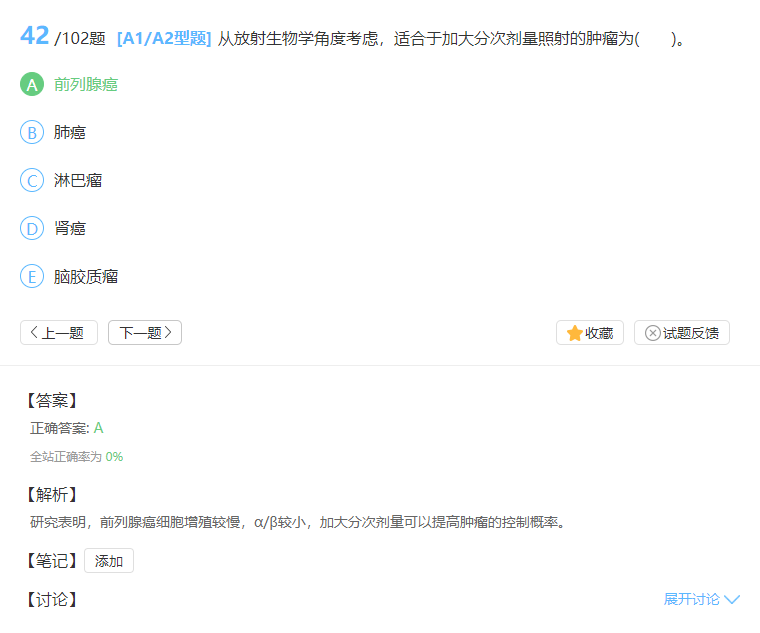 42 /102题 [A1/A2型题] 从放射生物学角度考虑，适合于加大分次剂量照射的肿瘤为(　　)。
A 前列腺癌
B 肺癌
C 淋巴瘤
D 肾癌
E 脑胶质瘤
上一题 下一题 收藏 试题反馈
【答案】
正确答案: A
全站正确率为 0%
【解析】
研究表明，前列腺癌细胞增殖较慢，α/β较小，加大分次剂量可以提高肿瘤的控制概率。
【笔记】 添加
【讨论】 展开讨论